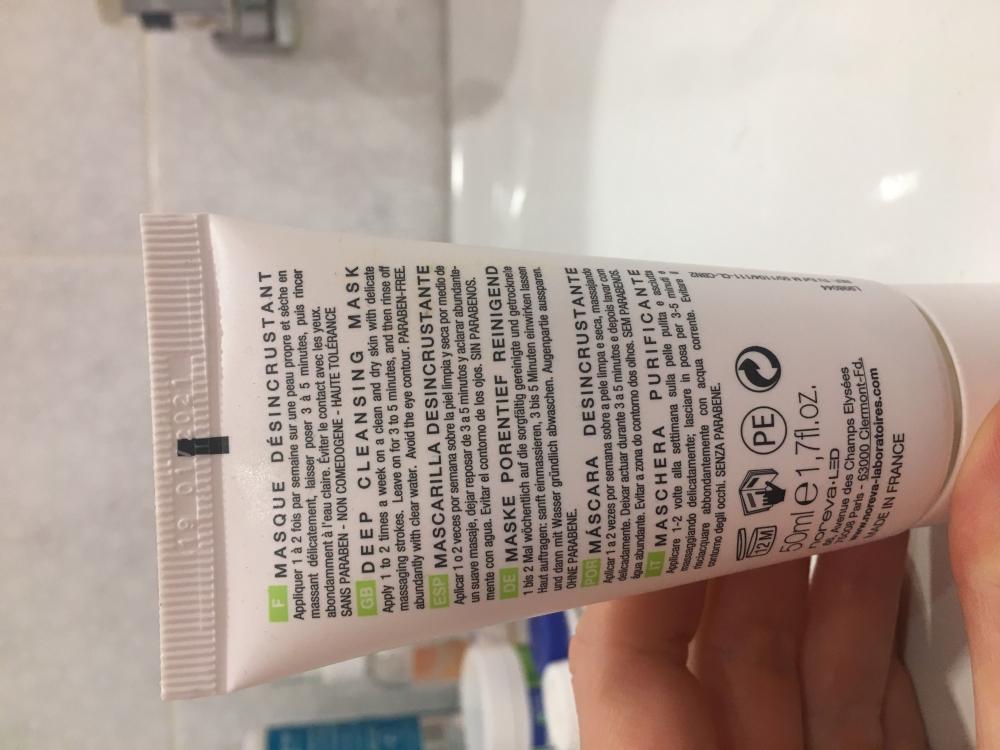 F MASQUE DÉSINCRUSTANT
Appliquer 1 à 2 fois par semaine sur une peau propre et sèche en
massant délicatement, laisser poser 3 à 5 minutes, puis rincer
abondamment à l'eau claire. Éviter le contact avec les yeux.
SANS PARABEN - NON COMEDOGENE - HAUTE TOLÉRANCE
GB DEEP CLEANSING MASK
Apply 1 to 2 times a week on a clean and dry skin with delicate
massaging strokes. Leave on for 3 to 5 minutes, and then rinse off
abundantly with clear water. Avoid the eye contour. PARABEN-FREE.
ESP MASCARILLA DESINCRUSTANTE
Aplicar 1 o 2 veces por semana sobre la piel limpia y seca por medio de
un suave masaje, dejar reposar de 3 a 5 minutos y aclarar abundante-
mente con agua. Evitar el contorno de los ojos. SIN PARABENOS.
DE MASKE PORENTIEF REINIGEND
1 bis 2 Mal wöchentlich auf die sorgfältig gereinigte und getrocknete
Haut auftragen: sanft einmassieren, 3 bis 5 Minuten einwirken lassen
und dann mit Wasser gründlich abwaschen. Augenpartie aussparen.
OHNE PARABENE.
POR MÁSCARA DESINCRUSTANTE
Aplicar 1 a 2 vezes por semana sobre a pele limpa e seca, massajando
delicadamente. Deixar actuar durante 3 a 5 minutos e depois lavar com
água abundante. Evitar a zona do contorno dos olhos. SEM PARABENOS.
IT MASCHERA PURIFICANTE
Applicare 1-2 volte alla settimana sulla pelle pulita e asciutta
massaggiando delicatamente; lasciare in posa per 3-5 minuti e
risciacquare abbondantemente con acqua corrente. Evitare il
contorno degli occhi. SENZA PARABENE.
12M PE
50ml e 1,7fl.oz.
noreva-LED
Avenue des Champs Elysées
75008 Paris - 63000 Clermont-Fd.
www.noreva-laboratoires.com
MADE IN FRANCE